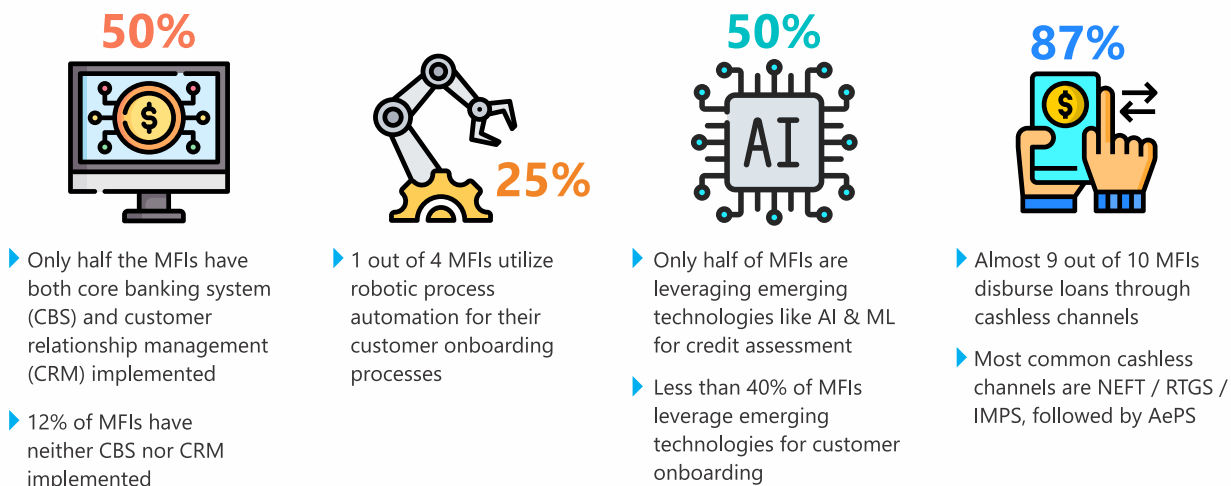 50%
Only half the MFIs have
both core banking system
(CBS) and customer
relationship management
(CRM) implemented
12% of MFIs have
neither CBS nor CRM
implemented
25%
1 out of 4 MFIs utilize
robotic process
automation for their
customer onboarding
processes
50%
AI
Only half of MFIs are
leveraging emerging
technologies like AI & ML
for credit assessment
Less than 40% of MFIs
leverage emerging
technologies for customer
onboarding
87%
Almost 9 out of 10 MFIs
disburse loans through
cashless channels
Most common cashless
channels are NEFT / RTGS /
IMPS, followed by AePS